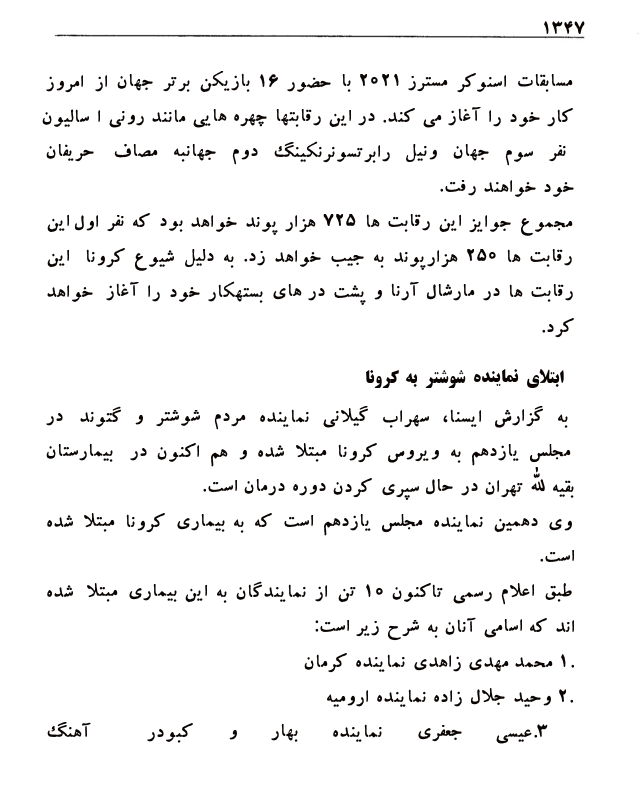 ۱۳۴۷
مسابقات اسنوکر مسترز ۲۰۲۱ با حضور ۱۶ بازیکن برتر جهان از امروز
کار خود را آغاز می کند. در این رقابتها چهره هایی مانند رونی ا سالیون
نفر سوم جهان ونیل رابرتسونرنکینگ دوم جهانبه مصاف حریفان
خود خواهند رفت.
مجموع جوایز این رقابت ها ۷۲۵ هزار پوند خواهد بود که نفر اول این
رقابت ها ۲۵۰ هزارپوند به جیب خواهد زد. به دلیل شیوع کرونا این
رقابت ها در مارشال آرنا و پشت در های بستهکار خود را آغاز خواهد
کرد.
ابتلای نماینده شوشتر به کرونا
به گزارش ایسنا، سهراب گیلانی نماینده مردم شوشتر و گتوند در
مجلس یازدهم به ویروس کرونا مبتلا شده و هم اکنون در بیمارستان
بقیه لله تهران در حال سپری کردن دوره درمان است.
وی دهمین نماینده مجلس یازدهم است که به بیماری کرونا مبتلا شده
است.
طبق اعلام رسمی تاکنون ۱۰ تن از نمایندگان به این بیماری مبتلا شده
اند که اسامی آنان به شرح زیر است:
.۱ محمد مهدی زاهدی نماینده کرمان
.۲ وحید جلال زاده نماینده ارومیه
۳.عیسی جعفری نماینده بهار و کبودر آهنگ